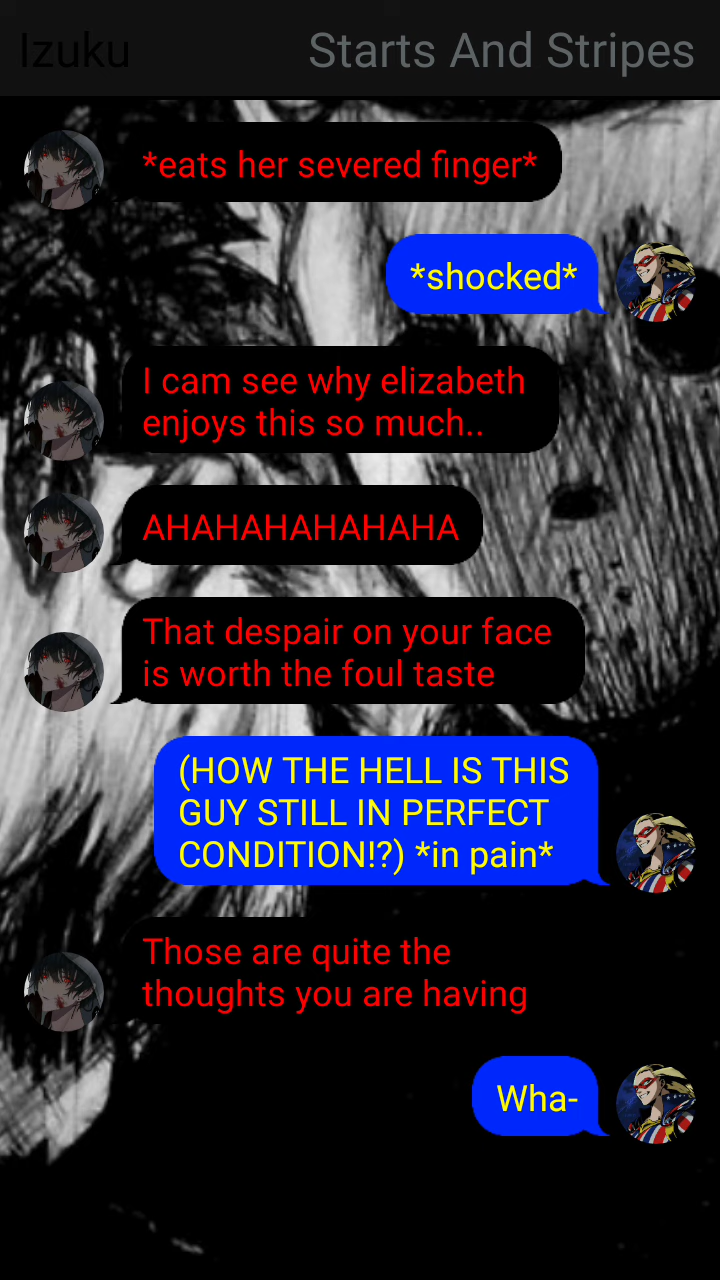 Izuku Starts And Stripes
*eats her severed finger*
*shocked*
I cam see why elizabeth
enjoys this so much..
AHAHAHAHAHAHA
That despair on your face
is worth the foul taste
(HOW THE HELL IS THIS
GUY STILL IN PERFECT
CONDITION!?) *in pain*
Those are quite the
thoughts you are having
Wha-